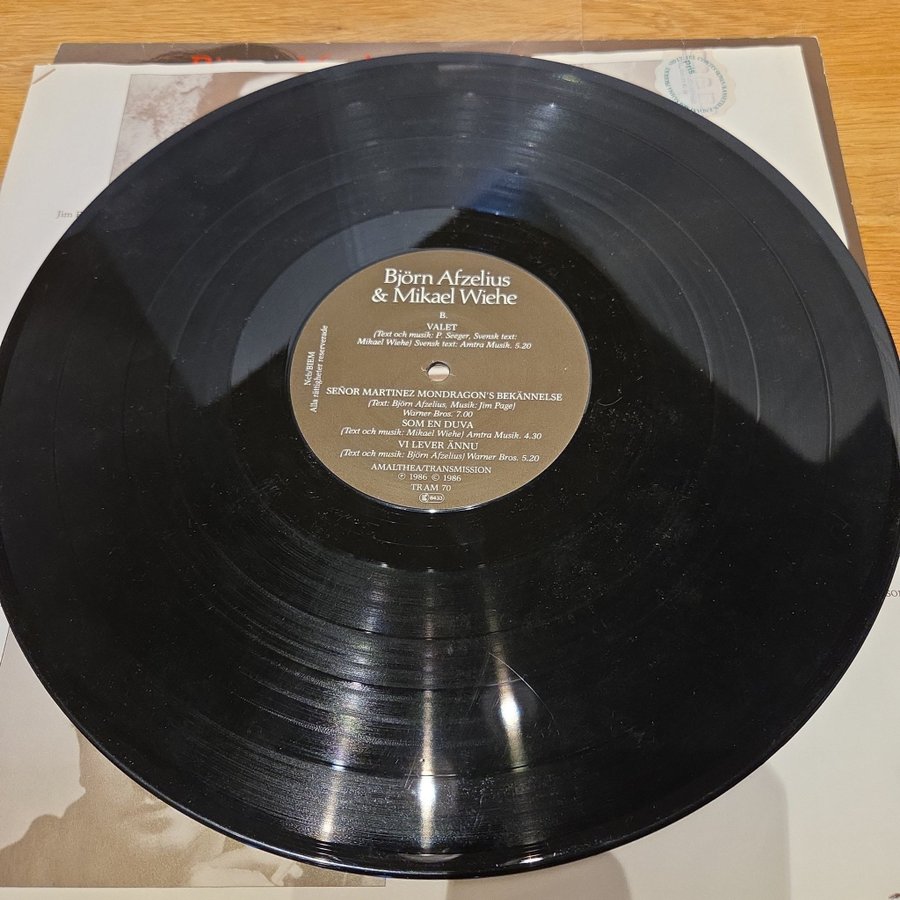 Björn Afzelius
& Mikael Wiehe
B.
VALET
(Text och musik: P. Seeger, Svensk text:
Mikael Wiehe) Svensk text: Amtra Musik. 5.20
SEÑOR MARTINEZ MONDRAGON'S BEKÄNNELSE
(Text: Björn Afzelius, Musik: Jim Page)
Warner Bros. 7.00
SOM EN DUVA
(Text och musik: Mikael Wiehe) Amtra Musik. 4.30
VI LEVER ÄNNU
(Text och musik: Björn Afzelius) Warner Bros. 5.20
AMALTHEA/TRANSMISSION
℗ 1986 © 1986
TRAM 70
6433
Ncb/BIEM
Alla rättigheter reserverade
Jim